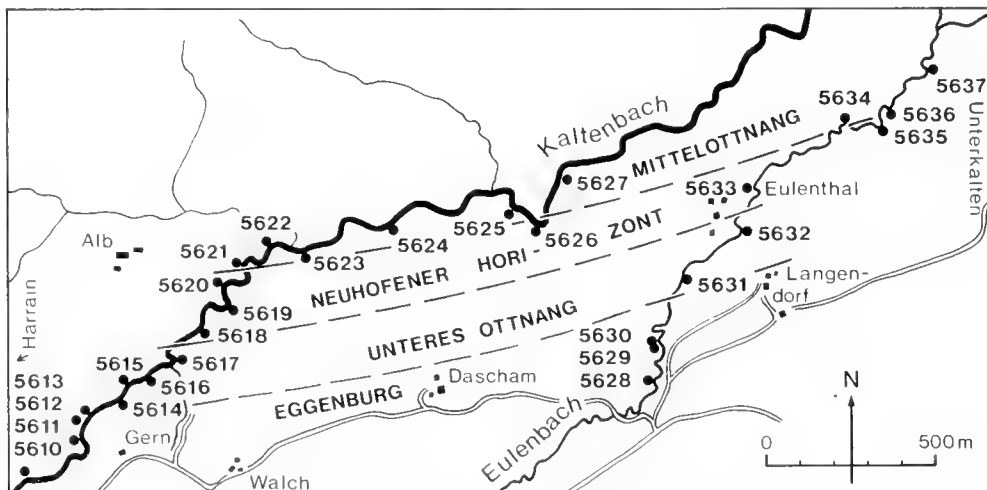 5637
5634
5636
5635
Kaltenbach
MITTELOTTNANG
Unterkalten
5627
5633
Eulenthal
5622
5625
5626
5632
Alb
5621
5624
5623
NEUHOFENER HORI-
ZONT
5620
5631
Langen-
dorf
Harrain
5619
5618
UNTERES OTTNANG
5630
5629
5628
5615
5617
5616
5613
5612
5614
5611
5610
EGGENBURG
Dascham
Gern
Walch
Eulenbach
N
0 500m